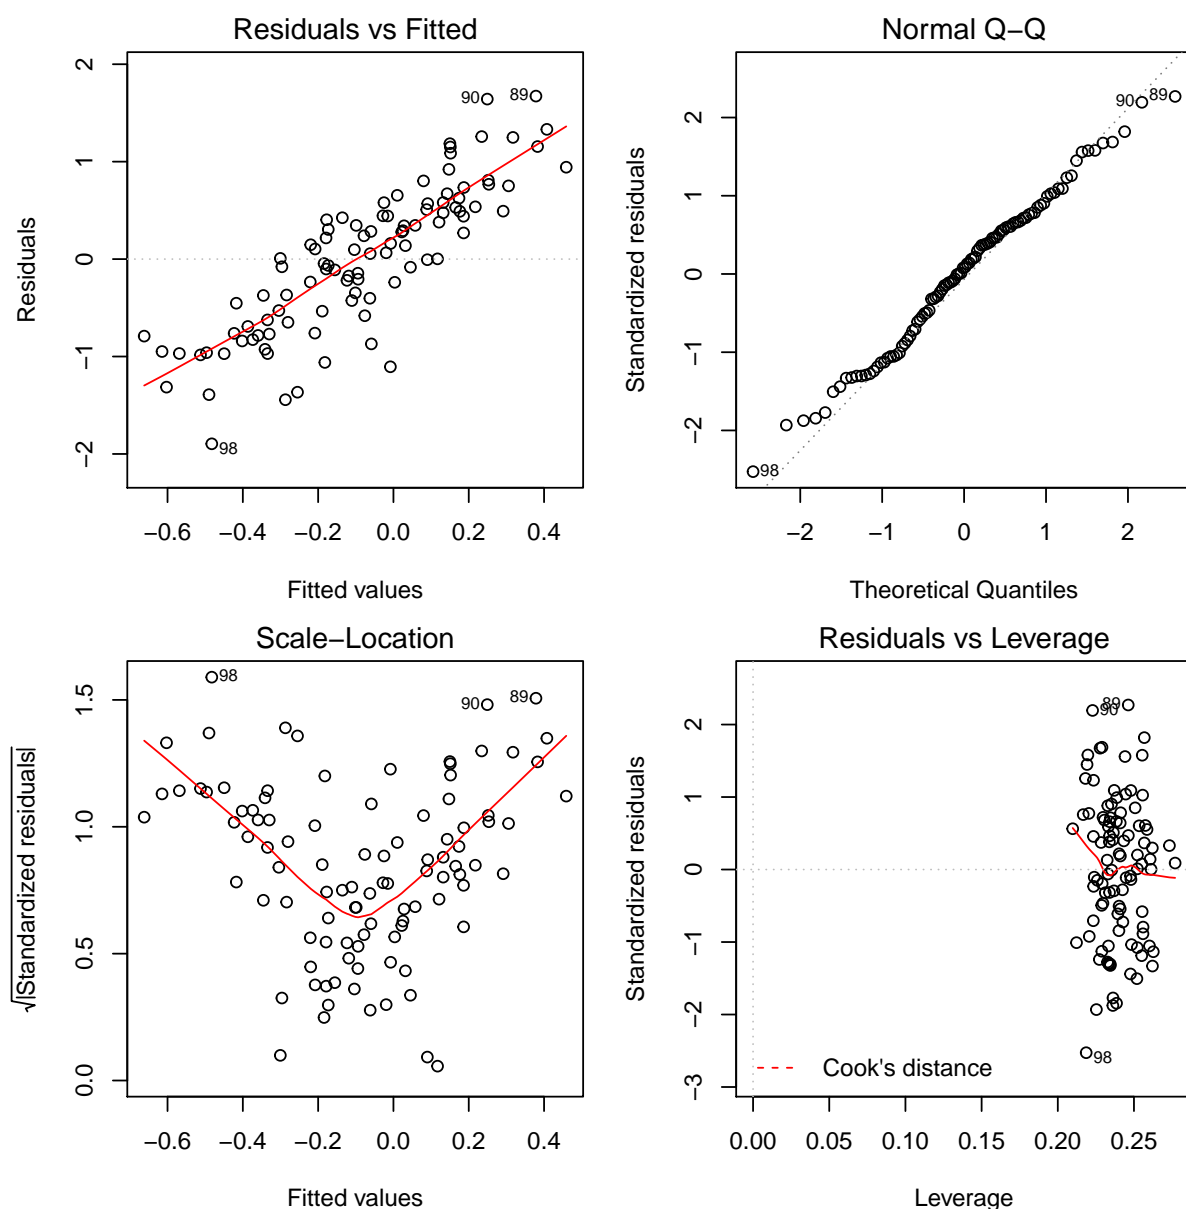 Residuals vs Fitted
2
1
0
−1
−2
Residuals
90
89
98
−0.6 −0.4 −0.2 0.0 0.2 0.4
Fitted values
Normal Q−Q
2
1
0
−1
−2
Standardized residuals
90
89
98
−2 −1 0 1 2
Theoretical Quantiles
Scale−Location
1.5
1.0
0.5
0.0
√|Standardized residuals|
98
90
89
−0.6 −0.4 −0.2 0.0 0.2 0.4
Fitted values
Residuals vs Leverage
2
1
0
−1
−2
−3
Standardized residuals
89
90
98
Cook's distance
0.00 0.05 0.10 0.15 0.20 0.25
Leverage